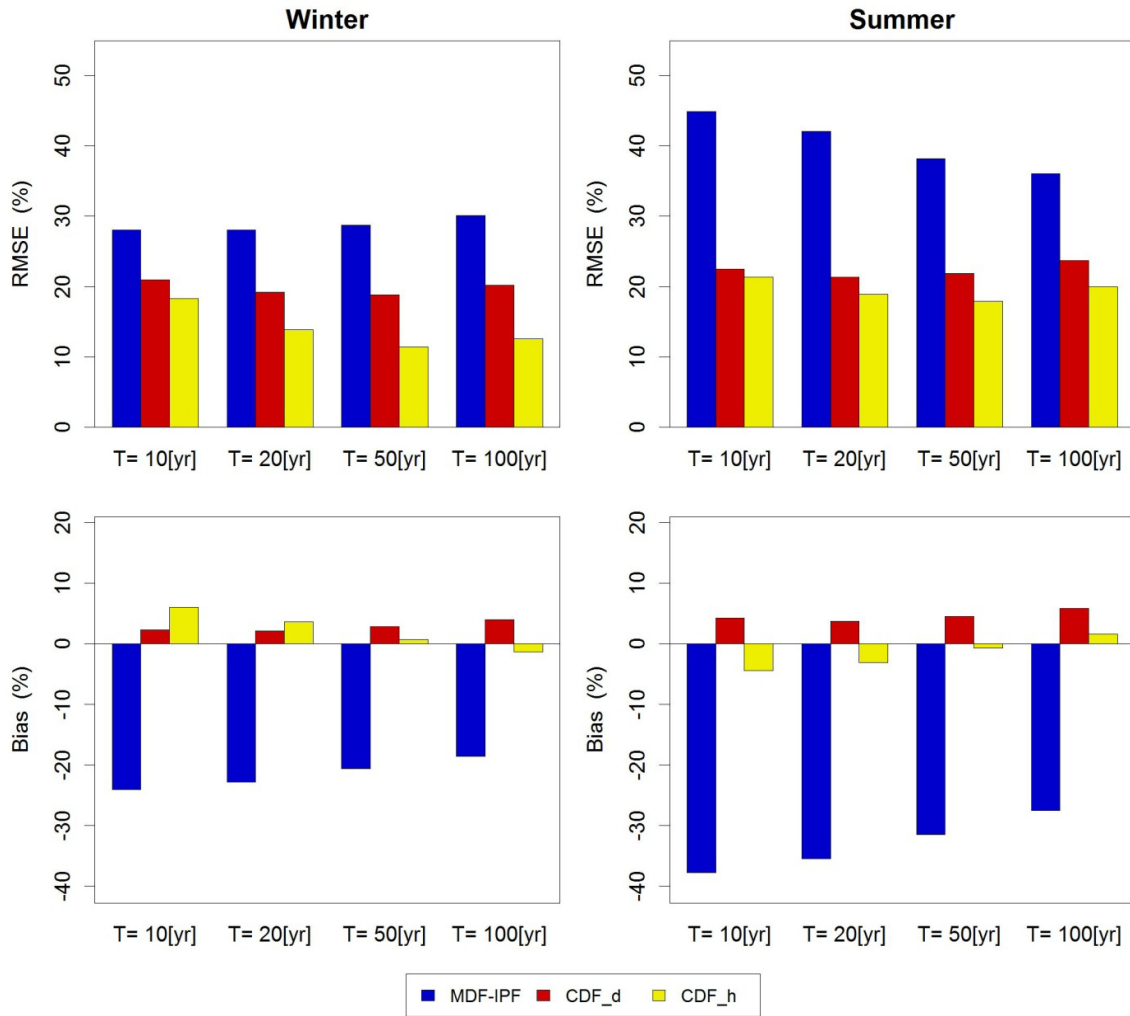 Winter
Summer
RMSE (%)
50
40
30
20
10
0
T= 10[yr] T= 20[yr] T= 50[yr] T= 100[yr]
RMSE (%)
50
40
30
20
10
0
T= 10[yr] T= 20[yr] T= 50[yr] T= 100[yr]
Bias (%)
20
10
0
-10
-20
-30
-40
T= 10[yr] T= 20[yr] T= 50[yr] T= 100[yr]
Bias (%)
20
10
0
-10
-20
-30
-40
T= 10[yr] T= 20[yr] T= 50[yr] T= 100[yr]
MDF-IPF CDF_d CDF_h